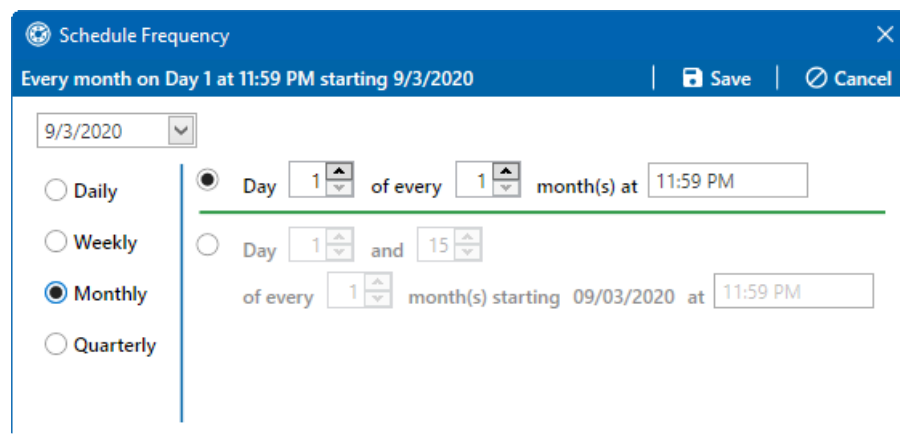 Schedule Frequency
Every month on Day 1 at 11:59 PM starting 9/3/2020 Save Cancel
9/3/2020
Daily
Weekly
Monthly
Quarterly
Day 1 of every 1 month(s) at 11:59 PM
Day 1 and 15
of every 1 month(s) starting 09/03/2020 at 11:59 PM